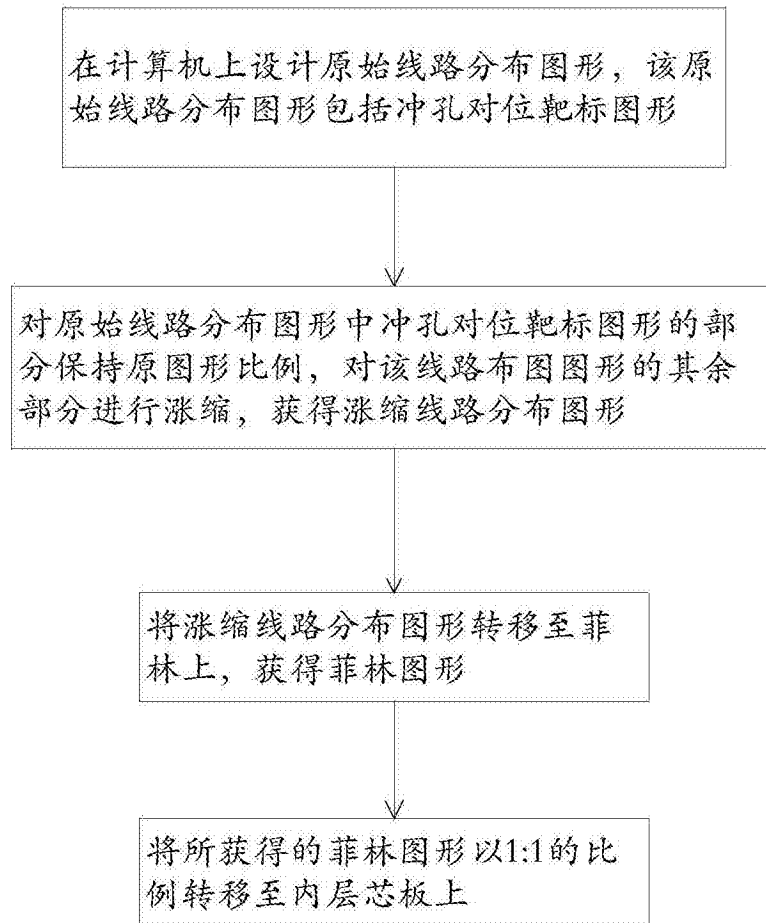 在计算机上设计原始线路分布图形，该原
始线路分布图形包括冲孔对位靶标图形
对原始线路分布图形中冲孔对位靶标图形的部
分保持原图形比例，对该线路布图图形的其余
部分进行涨缩，获得涨缩线路分布图形
将涨缩线路分布图形转移至菲
林上，获得菲林图形
将所获得的菲林图形以1:1的比
例转移至内层芯板上